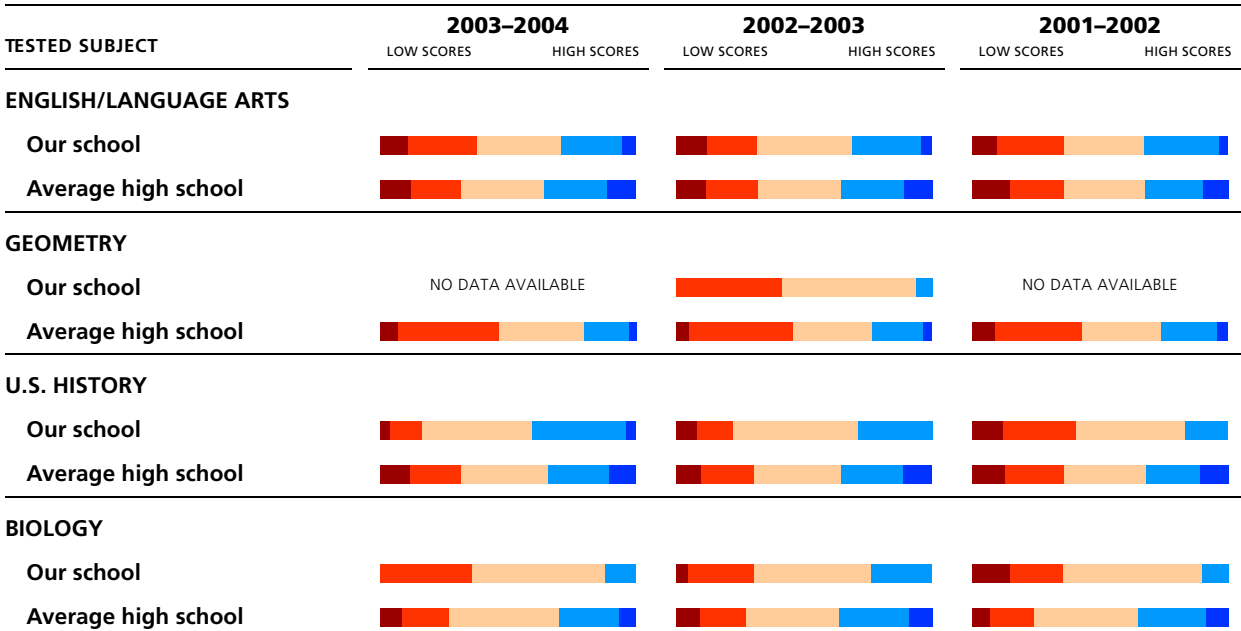 2003–2004 2002–2003 2001–2002
TESTED SUBJECT LOW SCORES HIGH SCORES LOW SCORES HIGH SCORES LOW SCORES HIGH SCORES
ENGLISH/LANGUAGE ARTS
Our school
Average high school
GEOMETRY
Our school NO DATA AVAILABLE NO DATA AVAILABLE
Average high school
U.S. HISTORY
Our school
Average high school
BIOLOGY
Our school
Average high school